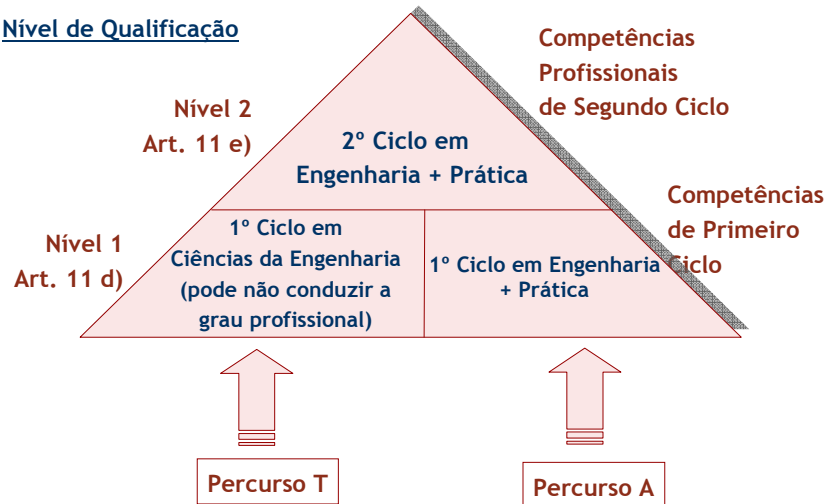 Nível de Qualificação
Competências
Profissionais
de Segundo Ciclo
Nível 2
Art. 11 e)
2º Ciclo em
Engenharia + Prática
Competências
de Primeiro
Ciclo
Nível 1
Art. 11 d)
1º Ciclo em
Ciências da Engenharia
(pode não conduzir a
grau profissional)
1º Ciclo em Engenharia
+ Prática
Percurso T
Percurso A